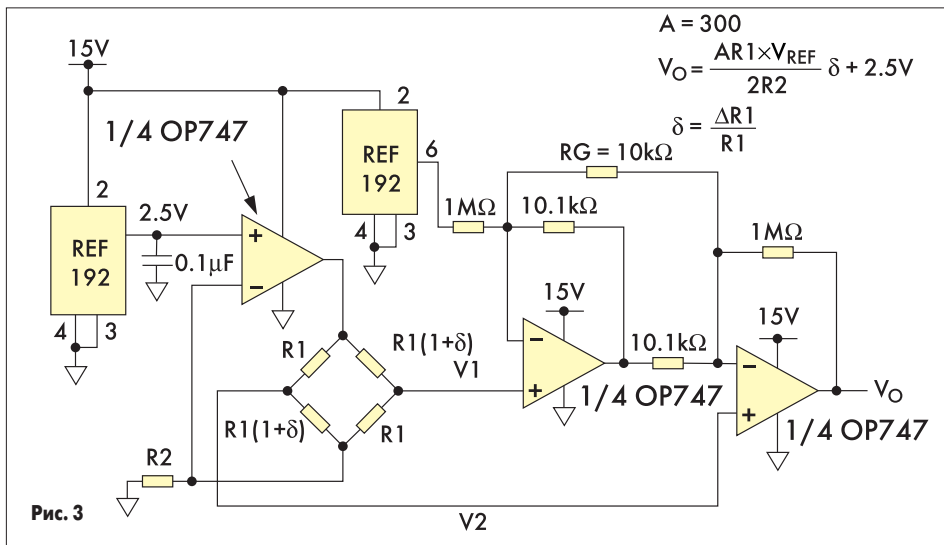 A = 300
15V
V_O = AR1×V_REF / 2R2 δ + 2.5V
δ = ΔR1 / R1
1/4 OP747
2
REF
192
6
4
3
RG = 10kΩ
1MΩ
10.1kΩ
1MΩ
2
2.5V
REF
192
0.1µF
4
3
+
−
15V
15V
R1
R1(1+δ)
V1
−
+
10.1kΩ
−
+
V_O
1/4 OP747
1/4 OP747
R1(1+δ)
R1
R2
Рис. 3
V2